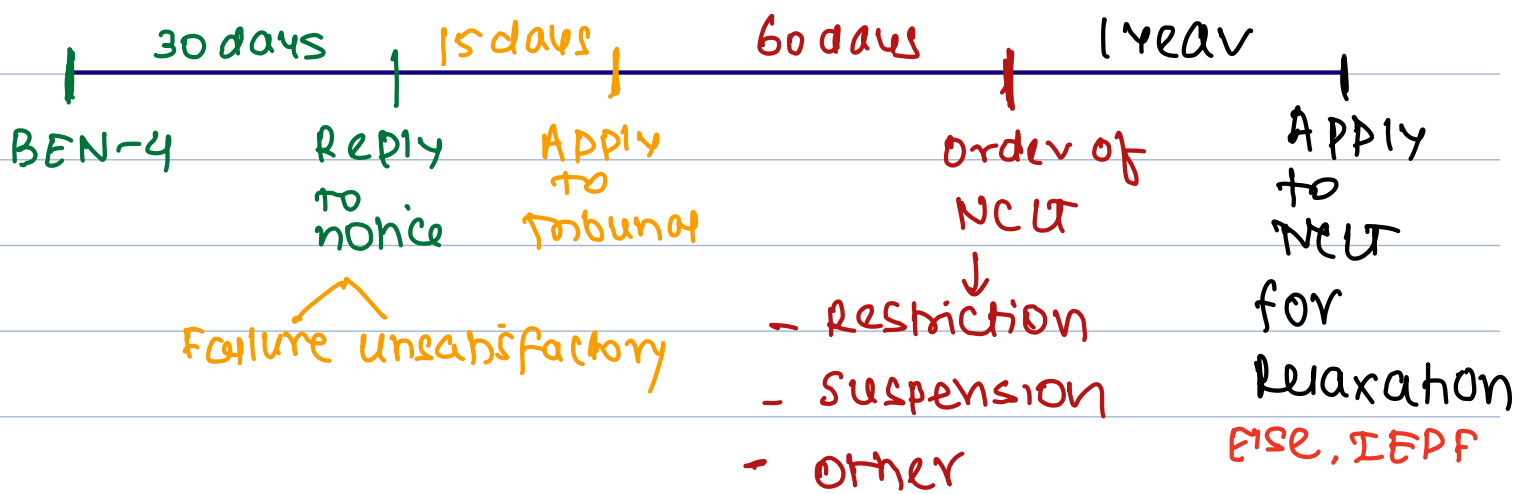 30 days 15 days 60 days 1 year
BEN-4
Reply
to
notice
Failure unsatisfactory
Apply
to
Tribunal
order of
NCLT
↓
- Restriction
- Suspension
- other
Apply
to
NCLT
for
Relaxation
Else, IEPF